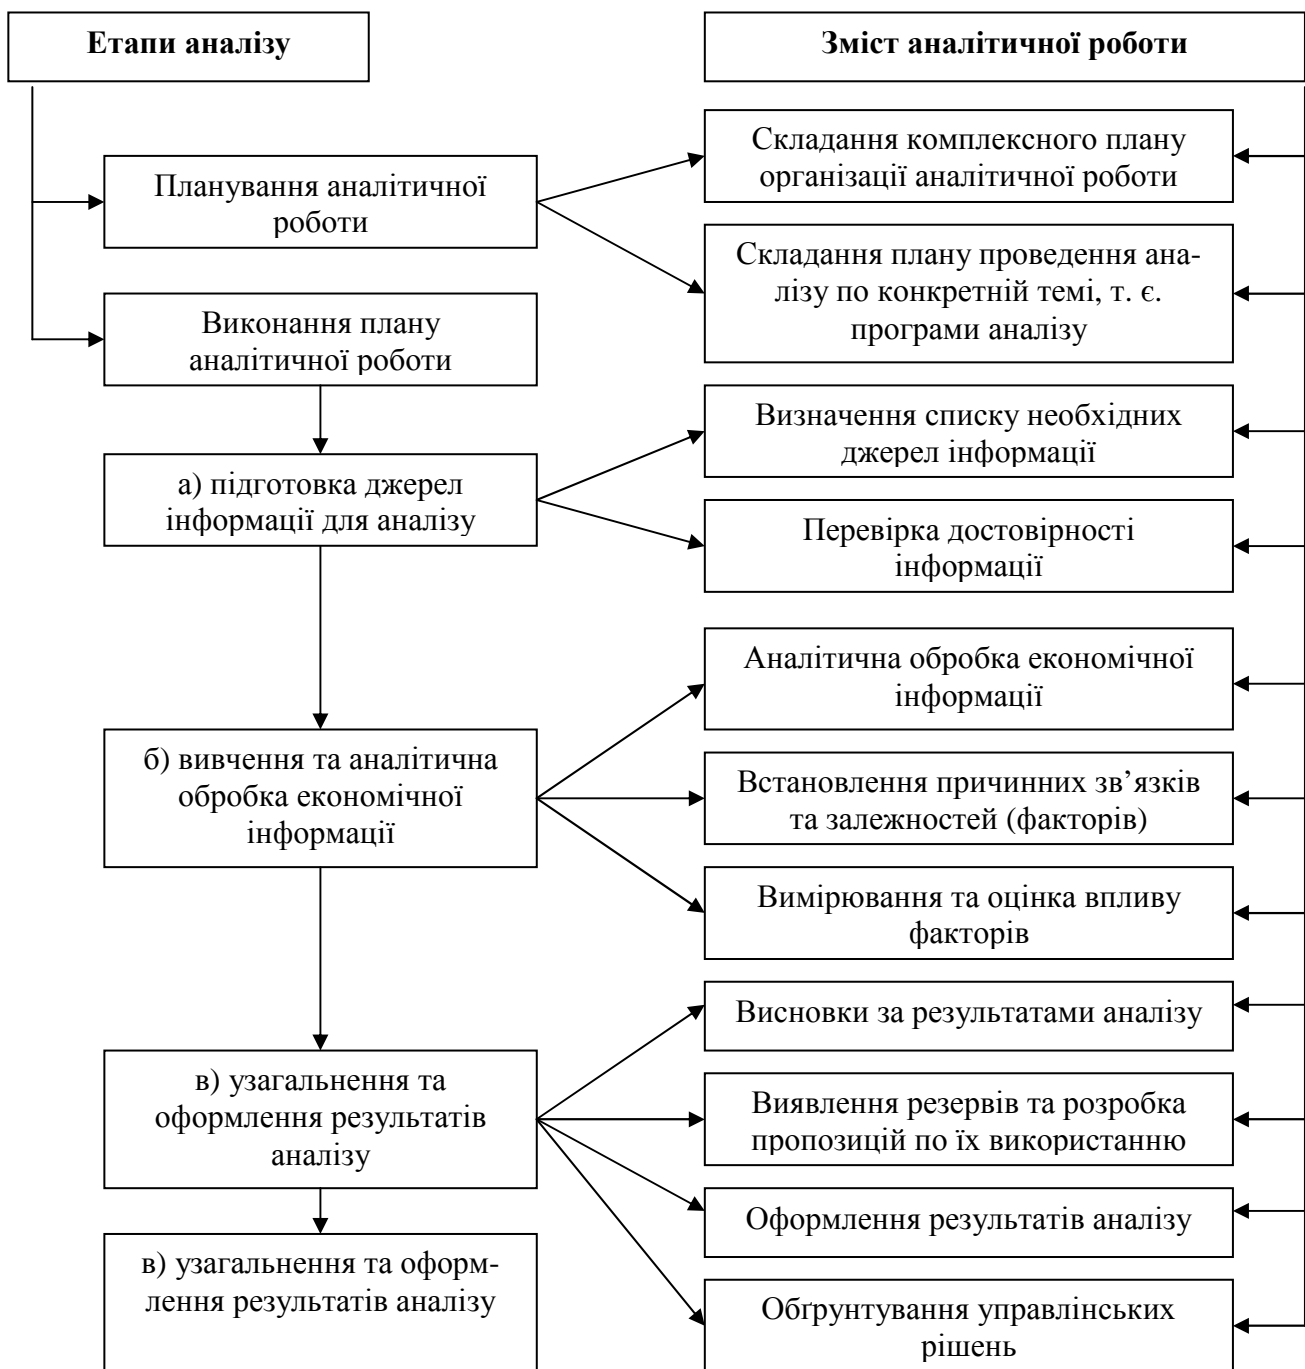 Етапи аналізу
Зміст аналітичної роботи
Планування аналітичної
роботи
Складання комплексного плану
організації аналітичної роботи
Складання плану проведення ана-
лізу по конкретній темі, т. є.
програми аналізу
Виконання плану
аналітичної роботи
а) підготовка джерел
інформації для аналізу
Визначення списку необхідних
джерел інформації
Перевірка достовірності
інформації
б) вивчення та аналітична
обробка економічної
інформації
Аналітична обробка економічної
інформації
Встановлення причинних зв’язків
та залежностей (факторів)
Вимірювання та оцінка впливу
факторів
в) узагальнення та
оформлення результатів
аналізу
Висновки за результатами аналізу
Виявлення резервів та розробка
пропозицій по їх використанню
Оформлення результатів аналізу
Обґрунтування управлінських
рішень
в) узагальнення та оформ-
лення результатів аналізу